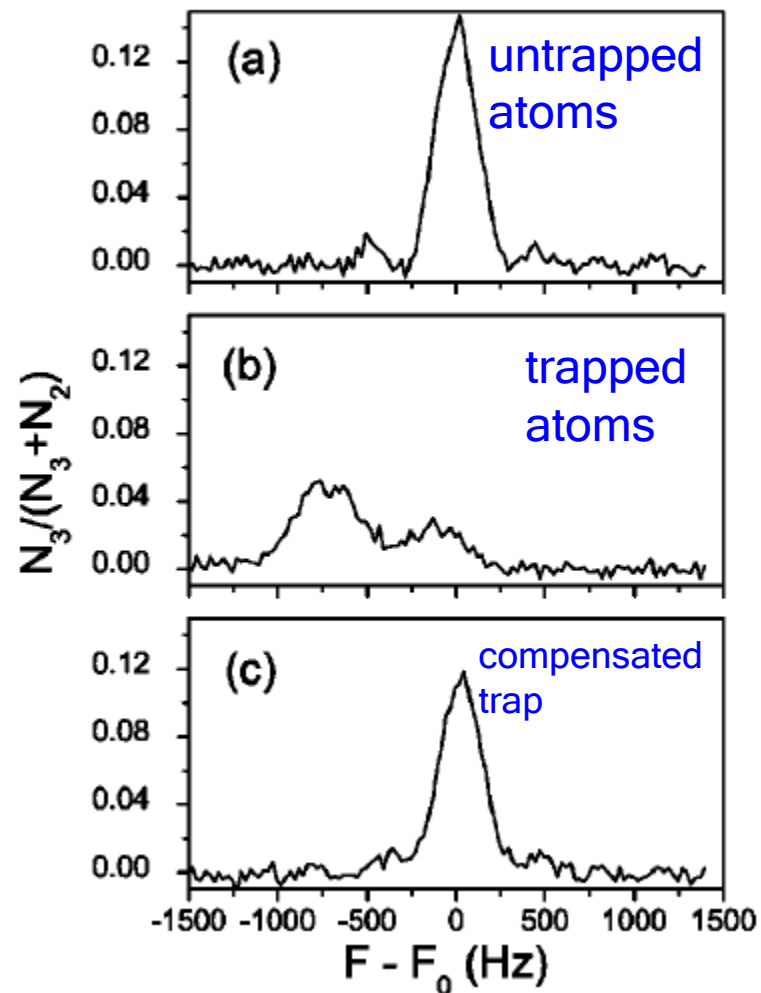 (a)
untrapped
atoms
0.12
0.08
0.04
0.00
(b)
trapped
atoms
0.12
0.08
0.04
0.00
N₃/(N₃+N₂)
(c)
compensated
trap
0.12
0.08
0.04
0.00
-1500 -1000 -500 0 500 1000 1500
F - F₀ (Hz)